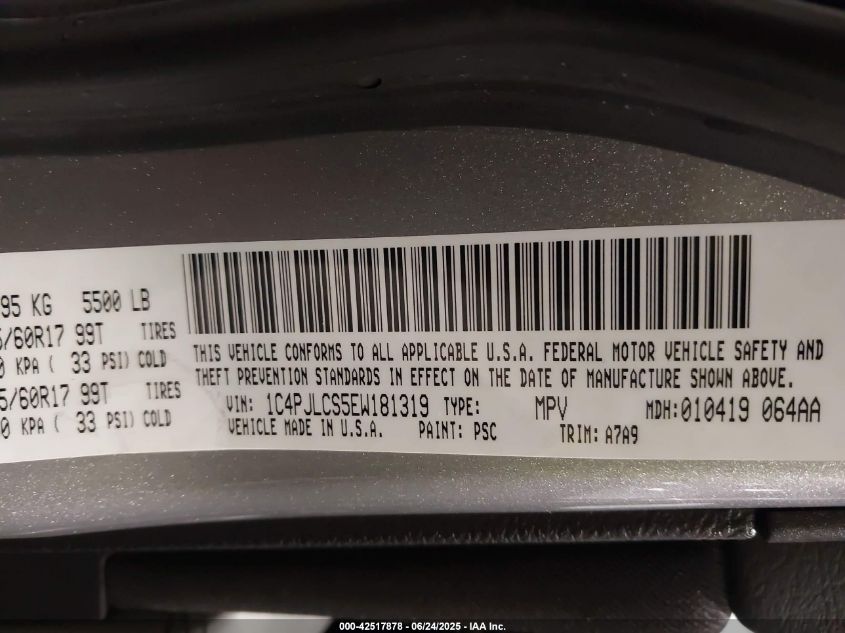 95 KG 5500 LB
/60R17 99T TIRES
0 KPA ( 33 PSI) COLD
5/60R17 99T TIRES
0 KPA ( 33 PSI) COLD
THIS VEHICLE CONFORMS TO ALL APPLICABLE U.S.A. FEDERAL MOTOR VEHICLE SAFETY AND
THEFT PREVENTION STANDARDS IN EFFECT ON THE DATE OF MANUFACTURE SHOWN ABOVE.
VIN: 1C4PJLCS5EW181319 TYPE: MPV MDH:010419 064AA
VEHICLE MADE IN U.S.A. PAINT: PSC TRIM: A7A9
000-42517878 - 06/24/2025 - IAA Inc.